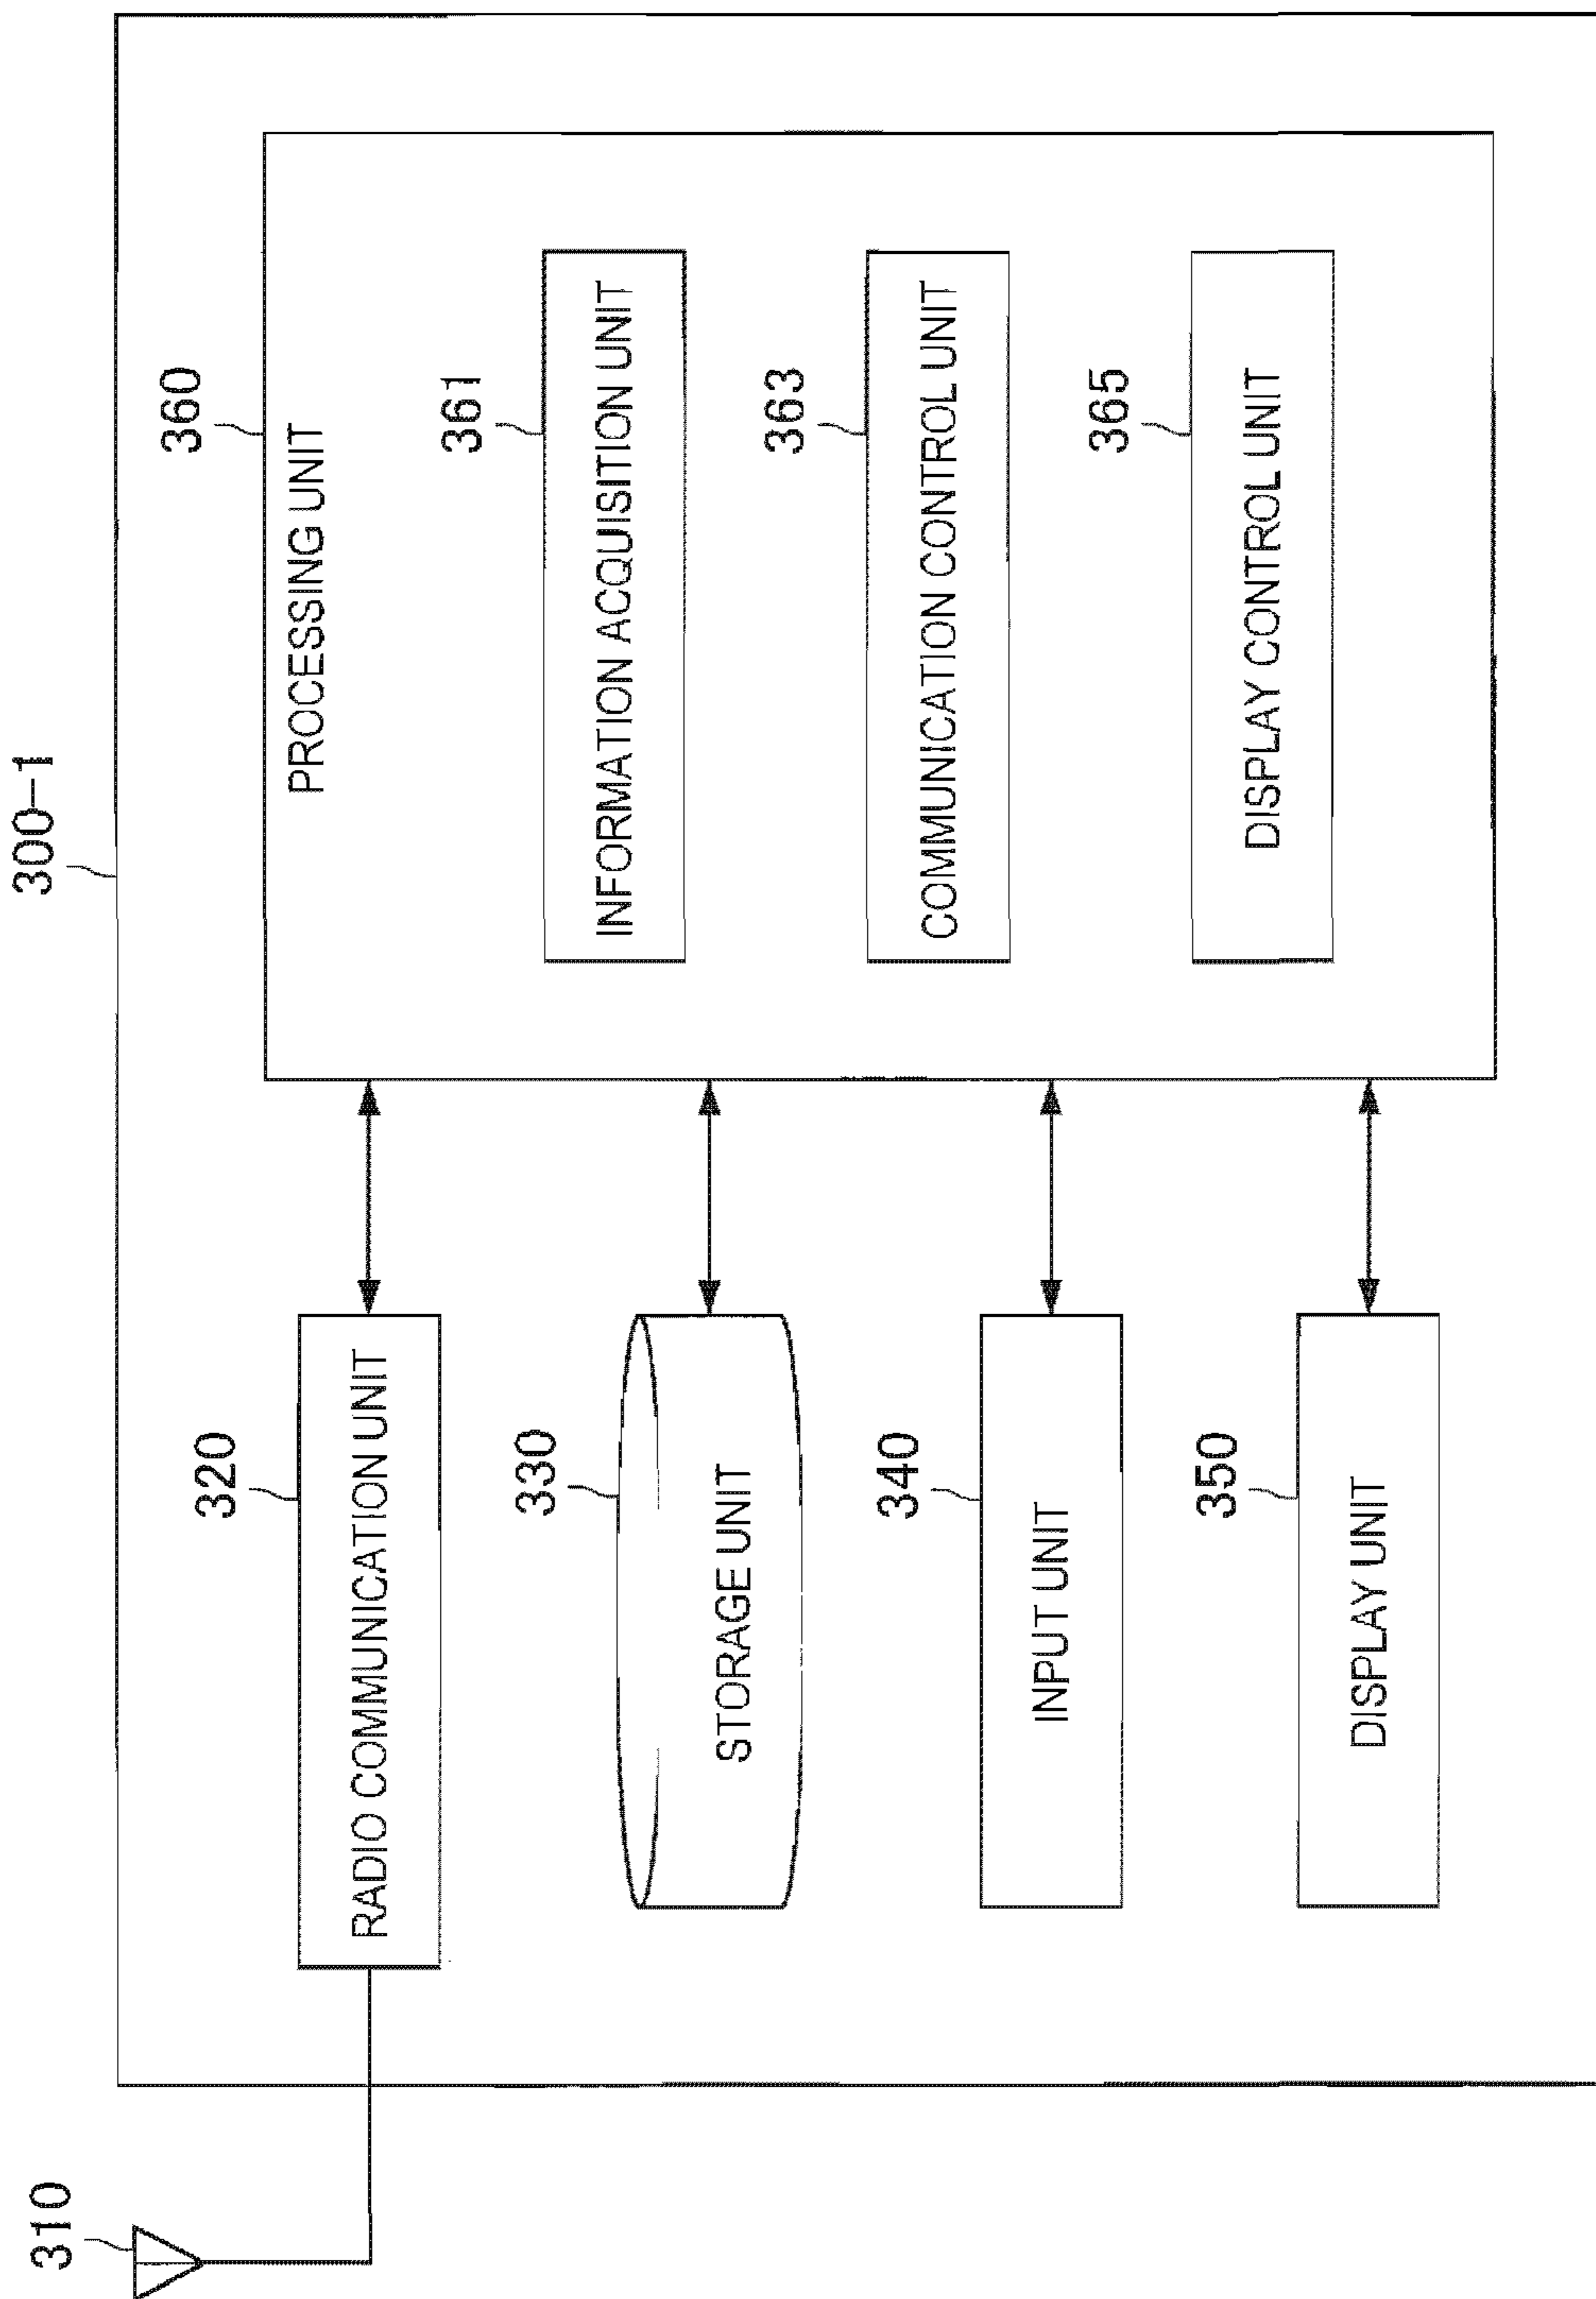 300-1
310
320
RADIO COMMUNICATION UNIT
330
STORAGE UNIT
340
INPUT UNIT
350
DISPLAY UNIT
360
PROCESSING UNIT
361
INFORMATION ACQUISITION UNIT
363
COMMUNICATION CONTROL UNIT
365
DISPLAY CONTROL UNIT